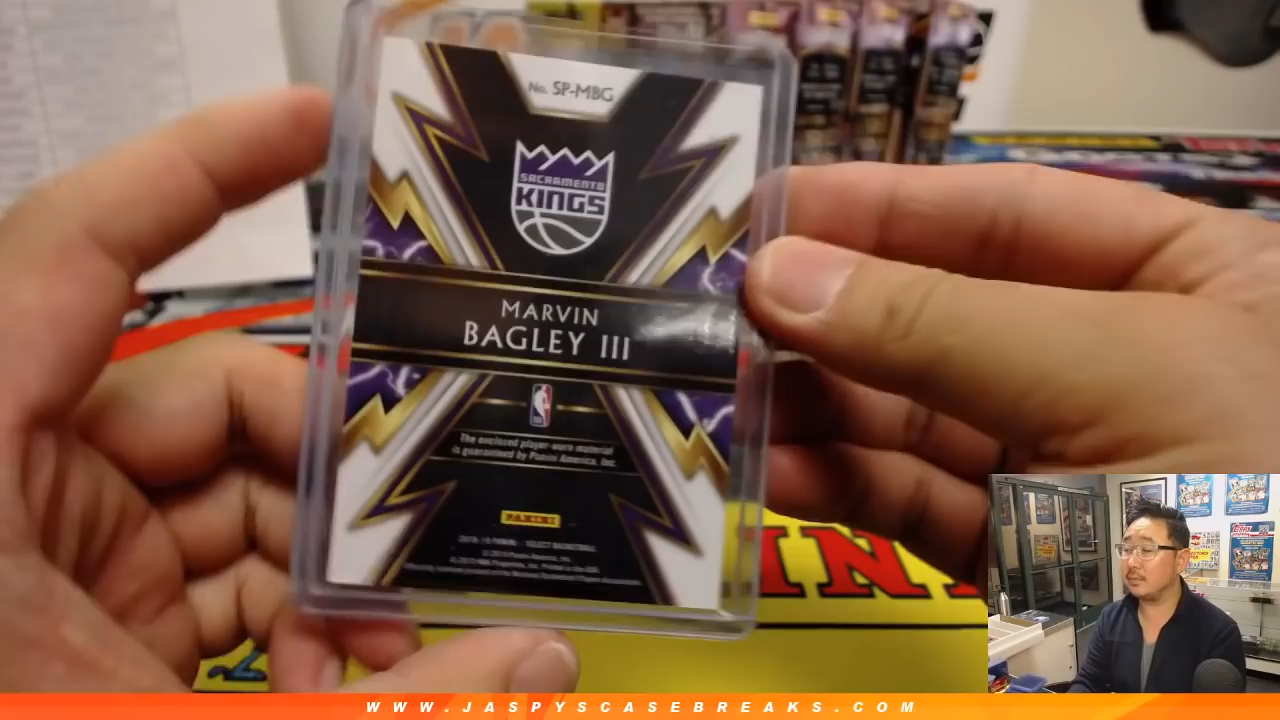 No. SP-MBG
SACRAMENTO
KINGS
MARVIN
BAGLEY III
The enclosed player-worn material
is guaranteed by Panini America, Inc.
PANINI
WWW.JASPYSCASEBREAKS.COM